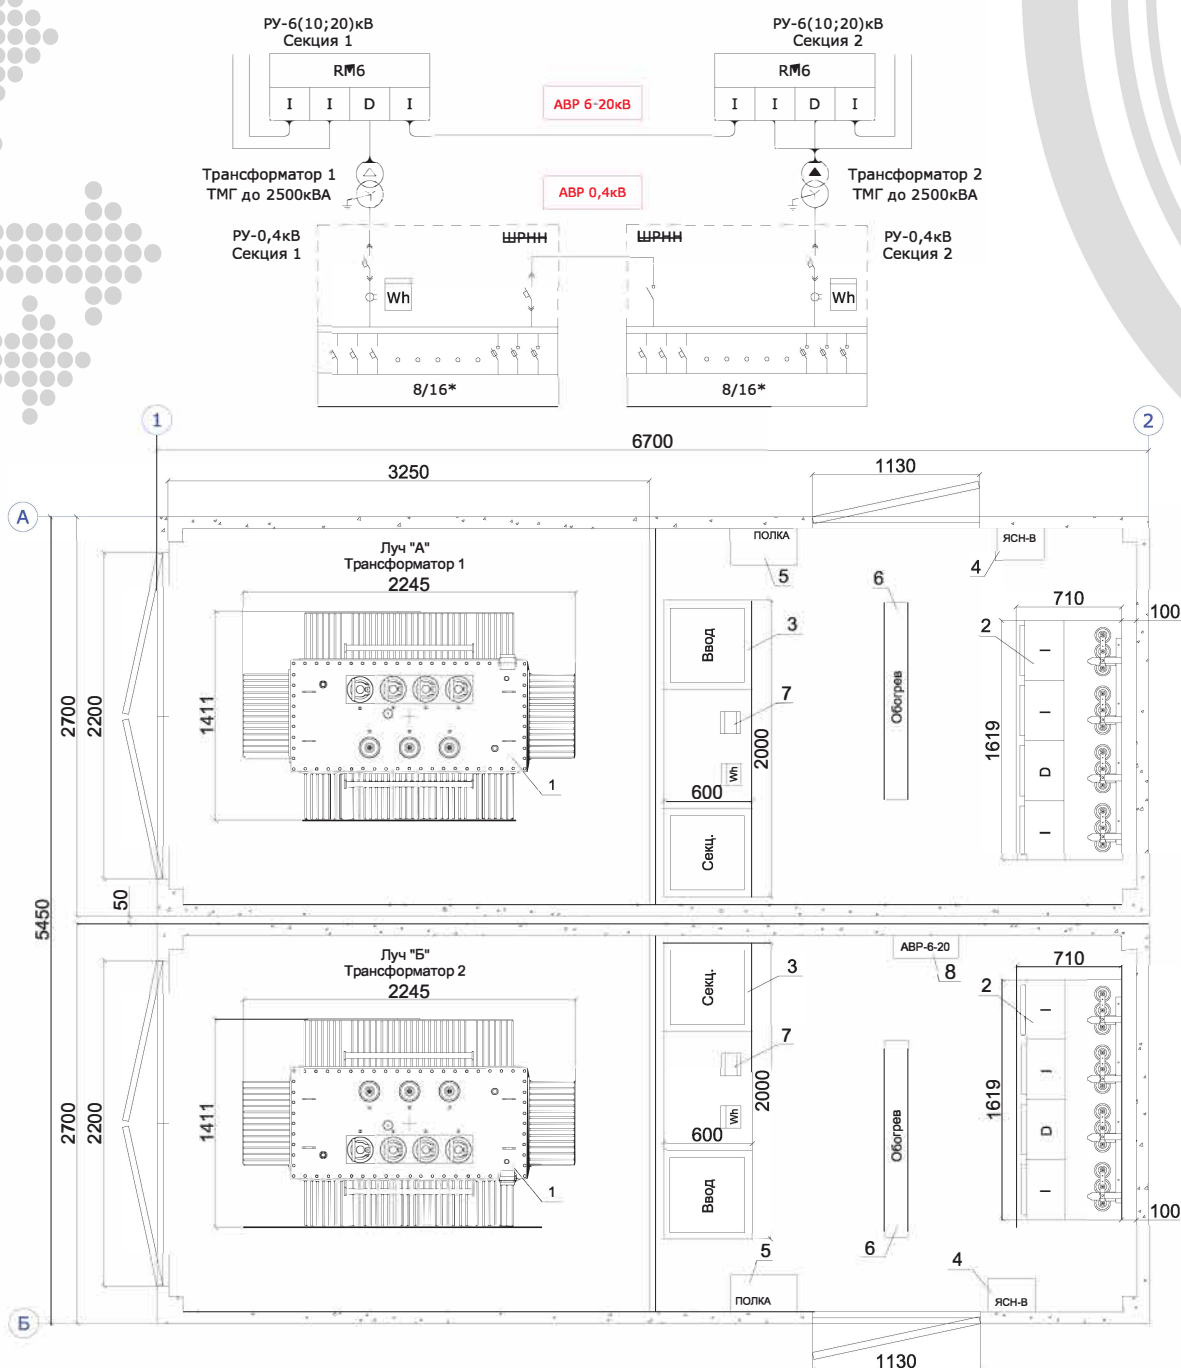 РУ-6(10;20)кВ
Секция 1
РУ-6(10;20)кВ
Секция 2
RM6
I I D I
RM6
I I D I
АВР 6-20кВ
Трансформатор 1
ТМГ до 2500кВА
АВР 0,4кВ
Трансформатор 2
ТМГ до 2500кВА
РУ-0,4кВ
Секция 1
ШРНН
ШРНН
РУ-0,4кВ
Секция 2
Wh
Wh
8/16*
8/16*
1
2
6700
3250
1130
А
Луч "А"
Трансформатор 1
2245
ПОЛКА
5
6
ЯСН-В
4
710
100
2
3
Ввод
I
2700
2200
1411
7
Обогрев
I
1619
2000
D
Wh
1
600
Секц.
I
50
5450
Луч "Б"
Трансформатор 2
2245
АВР-6-20
8
710
3
Секц.
2
I
7
2700
2200
1411
2000
1619
I
Wh
600
Обогрев
D
1
Ввод
I
100
5
6
4
ПОЛКА
ЯСН-В
Б
1130